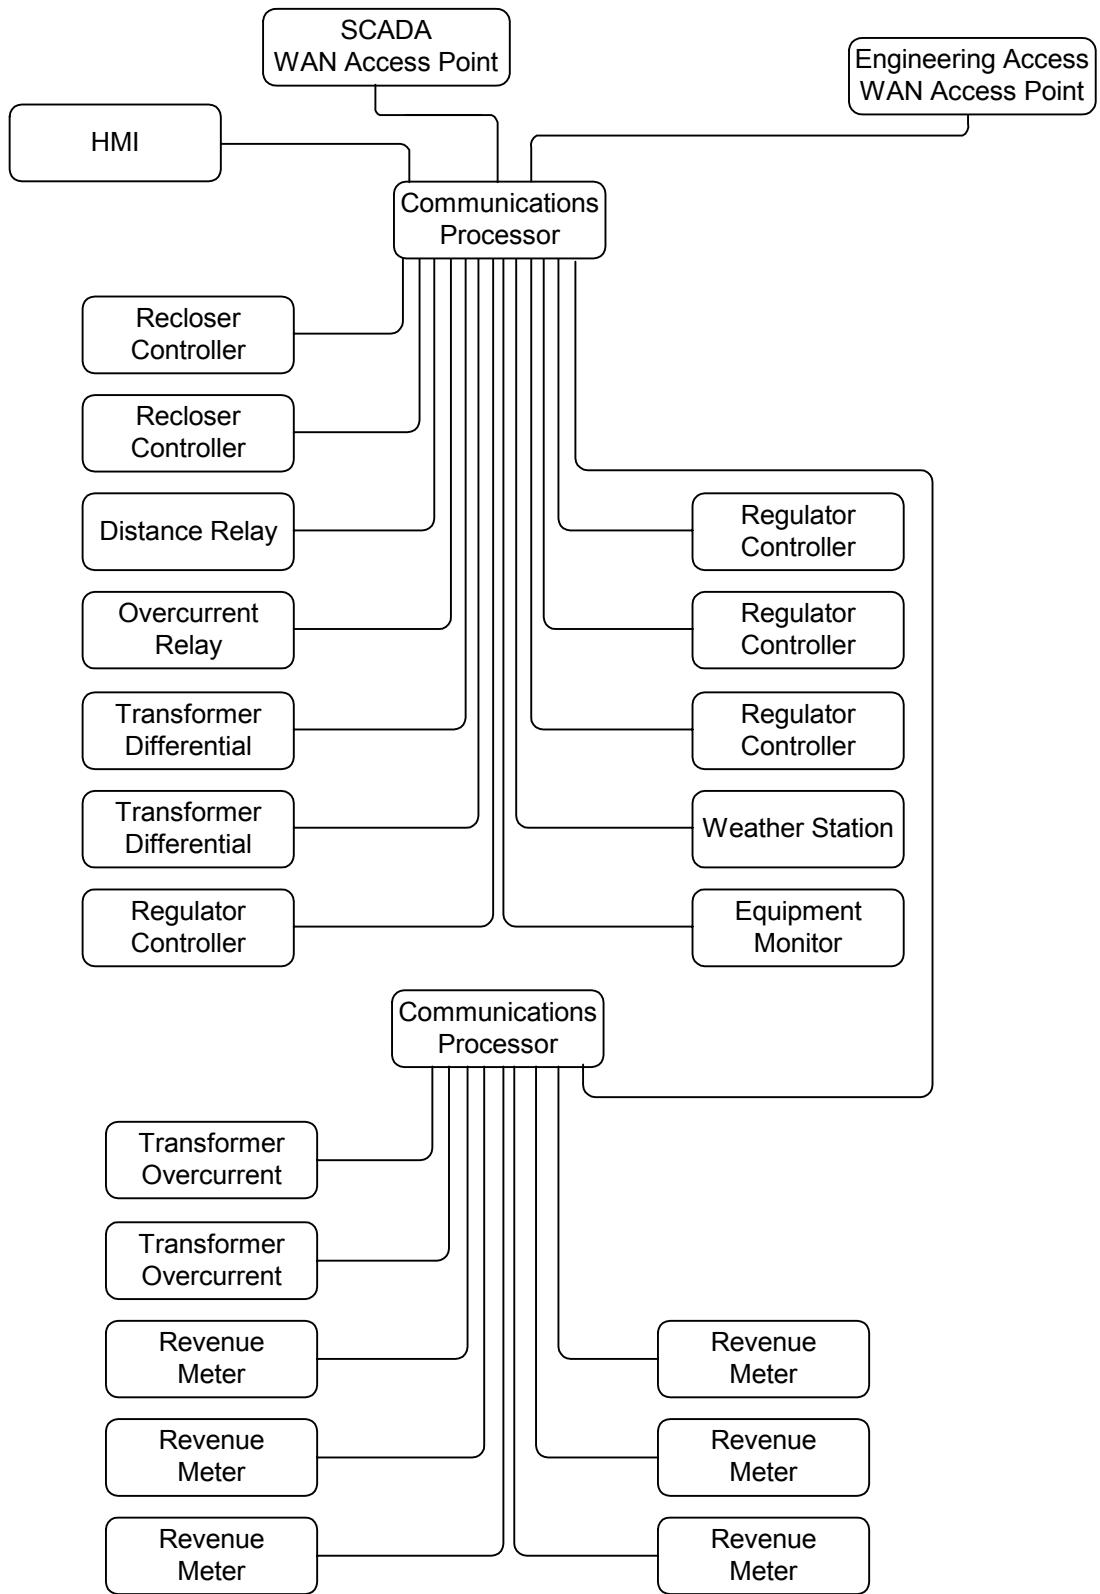 SCADA
WAN Access Point
Engineering Access
WAN Access Point
HMI
Communications
Processor
Recloser
Controller
Recloser
Controller
Distance Relay
Overcurrent
Relay
Transformer
Differential
Transformer
Differential
Regulator
Controller
Regulator
Controller
Regulator
Controller
Regulator
Controller
Weather Station
Equipment
Monitor
Communications
Processor
Transformer
Overcurrent
Transformer
Overcurrent
Revenue
Meter
Revenue
Meter
Revenue
Meter
Revenue
Meter
Revenue
Meter
Revenue
Meter